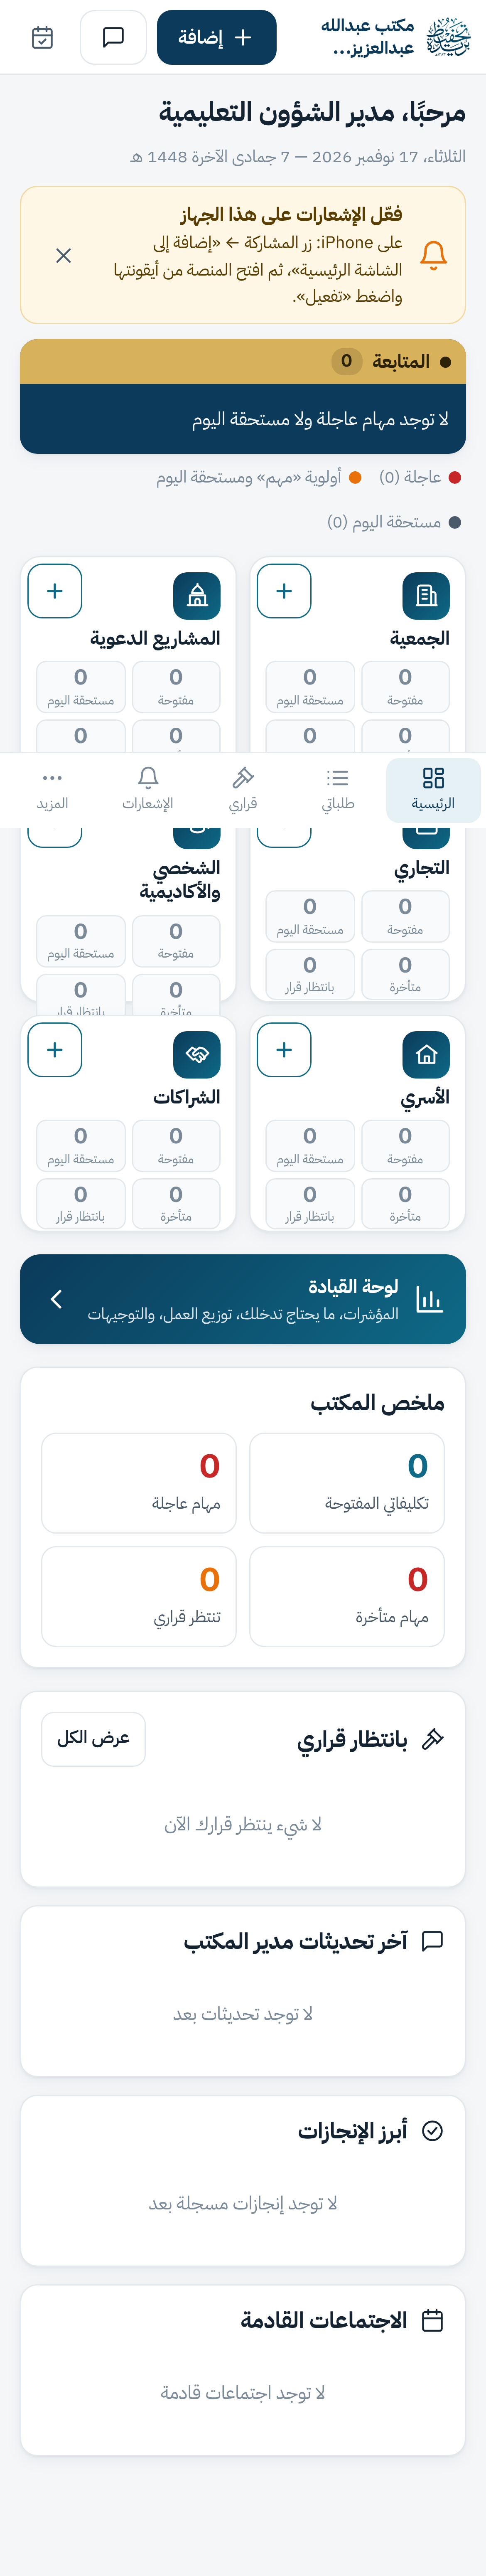 مكتب عبدالله
عبدالعزيز...
إضافة
مرحبًا، مدير الشؤون التعليمية
الثلاثاء، 17 نوفمبر 2026 — 7 جمادى الآخرة 1448 هـ
فعّل الإشعارات على هذا الجهاز
على iPhone: زر المشاركة ← «إضافة إلى
الشاشة الرئيسية»، ثم افتح المنصة من أيقونتها
واضغط «تفعيل».
المتابعة 0
لا توجد مهام عاجلة ولا مستحقة اليوم
عاجلة (0) أولوية «مهم» ومستحقة اليوم
مستحقة اليوم (0)
الجمعية
0 0
مفتوحة مستحقة اليوم
0 0
المشاريع الدعوية
0 0
مفتوحة مستحقة اليوم
0 0
الرئيسية طلباتي قراري الإشعارات المزيد
التجاري
0 0
مفتوحة مستحقة اليوم
0 0
متأخرة بانتظار قرار
الشخصي
والأكاديمية
0 0
مفتوحة مستحقة اليوم
0 0
متأخرة بانتظار قرار
الأسري
0 0
مفتوحة مستحقة اليوم
0 0
متأخرة بانتظار قرار
الشراكات
0 0
مفتوحة مستحقة اليوم
0 0
متأخرة بانتظار قرار
لوحة القيادة
المؤشرات، ما يحتاج تدخلك، توزيع العمل، والتوجيهات
ملخص المكتب
0 0
تكليفاتي المفتوحة مهام عاجلة
0 0
مهام متأخرة تنتظر قراري
بانتظار قراري عرض الكل
لا شيء ينتظر قرارك الآن
آخر تحديثات مدير المكتب
لا توجد تحديثات بعد
أبرز الإنجازات
لا توجد إنجازات مسجلة بعد
الاجتماعات القادمة
لا توجد اجتماعات قادمة